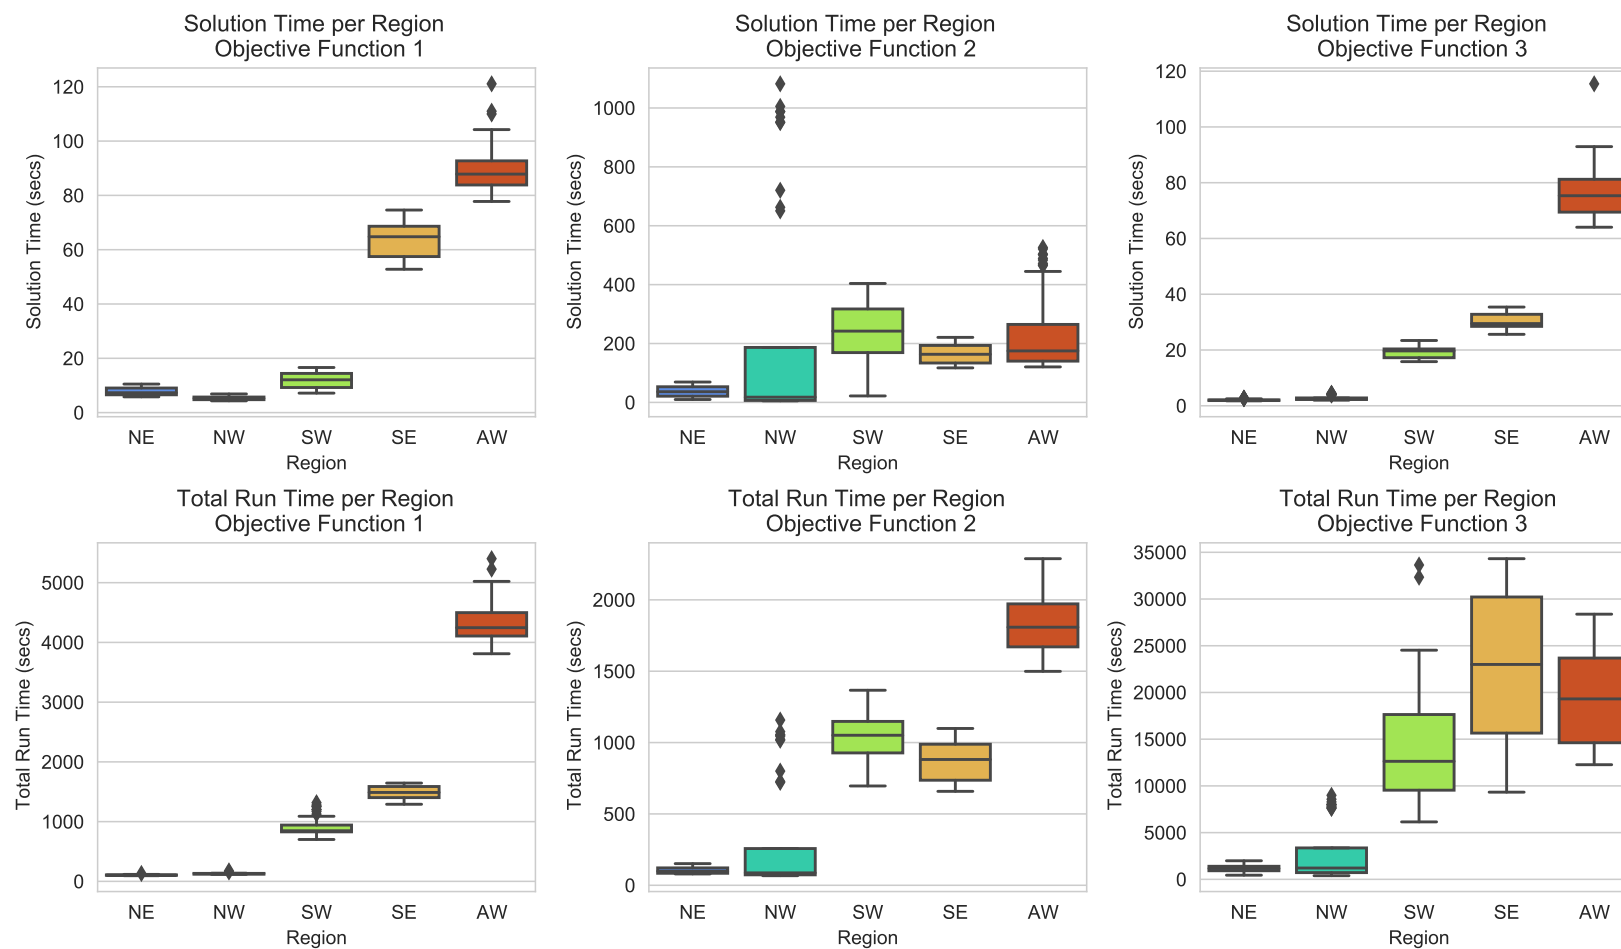 Solution Time per Region
Objective Function 1
Solution Time (secs)
120
100
80
60
40
20
0
NE NW SW SE AW
Region
Solution Time per Region
Objective Function 2
Solution Time (secs)
1000
800
600
400
200
0
NE NW SW SE AW
Region
Solution Time per Region
Objective Function 3
Solution Time (secs)
120
100
80
60
40
20
0
NE NW SW SE AW
Region
Total Run Time per Region
Objective Function 1
Total Run Time (secs)
5000
4000
3000
2000
1000
0
NE NW SW SE AW
Region
Total Run Time per Region
Objective Function 2
Total Run Time (secs)
2000
1500
1000
500
0
NE NW SW SE AW
Region
Total Run Time per Region
Objective Function 3
Total Run Time (secs)
35000
30000
25000
20000
15000
10000
5000
0
NE NW SW SE AW
Region